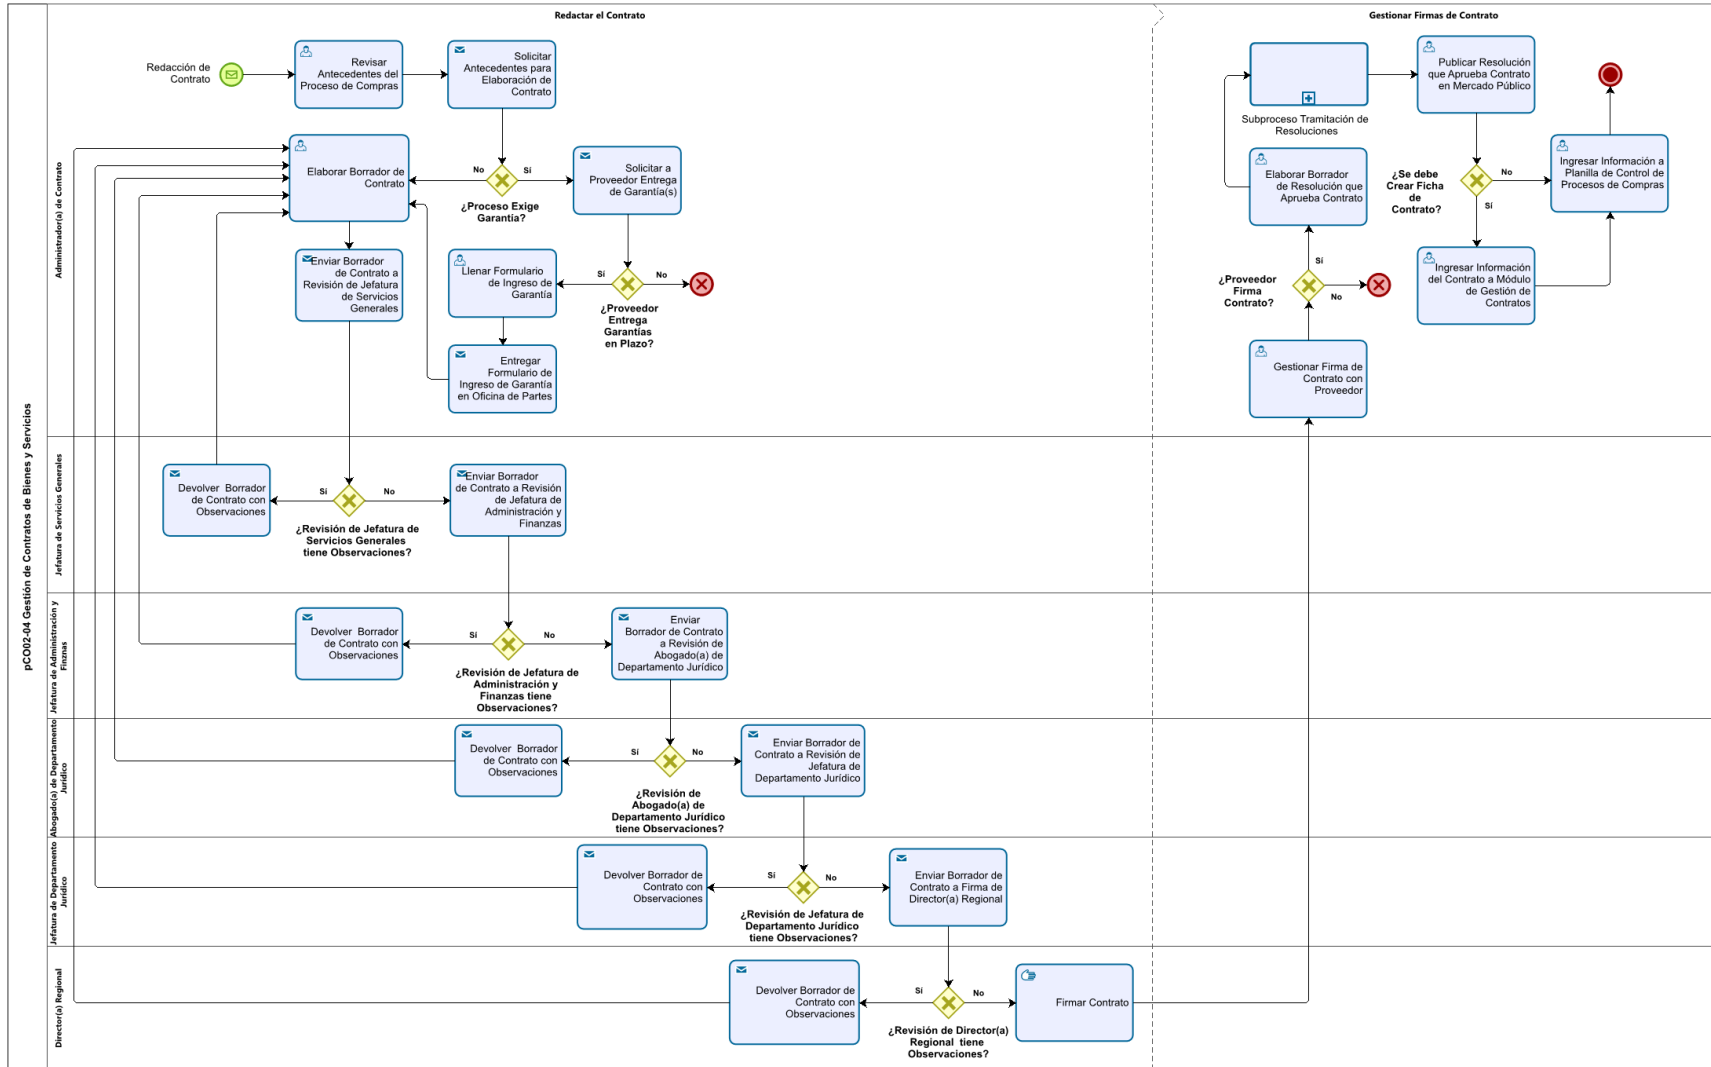 Redactar el Contrato
Gestionar Firmas de Contrato
pCO02-04 Gestión de Contratos de Bienes y Servicios
Administrador(a) de Contrato
Redacción de
Contrato
Revisar
Antecedentes del
Proceso de Compras
Solicitar
Antecedentes para
Elaboración de
Contrato
Elaborar Borrador de
Contrato
No
Sí
¿Proceso Exige
Garantía?
Solicitar a
Proveedor Entrega
de Garantía(s)
Enviar Borrador
de Contrato a
Revisión de Jefatura
de Servicios
Generales
Llenar Formulario
de Ingreso de
Garantía
Sí
No
¿Proveedor
Entrega
Garantías
en Plazo?
Entregar
Formulario de
Ingreso de Garantía
en Oficina de Partes
Subproceso Tramitación de
Resoluciones
Publicar Resolución
que Aprueba Contrato
en Mercado Público
Elaborar Borrador
de Resolución que
Aprueba Contrato
¿Se debe
Crear Ficha
de
Contrato?
No
Sí
Ingresar Información a
Planilla de Control de
Procesos de Compras
¿Proveedor
Firma
Contrato?
Sí
No
Ingresar Información
del Contrato a Módulo
de Gestión de
Contratos
Gestionar Firma de
Contrato con
Proveedor
Jefatura de Servicios Generales
Devolver Borrador
de Contrato con
Observaciones
Sí
No
¿Revisión de Jefatura de
Servicios Generales
tiene Observaciones?
Enviar Borrador
de Contrato a Revisión
de Jefatura de
Administración y
Finanzas
Jefatura de Administración y
Finznas
Devolver Borrador
de Contrato con
Observaciones
Sí
No
¿Revisión de Jefatura de
Administración y
Finanzas tiene
Observaciones?
Enviar
Borrador de Contrato
a Revisión de
Abogado(a) de
Departamento Jurídico
Abogado(a) de Departamento
Jurídico
Devolver Borrador
de Contrato con
Observaciones
Sí
No
¿Revisión de
Abogado(a) de
Departamento Jurídico
tiene Observaciones?
Enviar Borrador de
Contrato a Revisión de
Jefatura de
Departamento Jurídico
Jefatura de Departamento
Jurídico
Devolver Borrador de
Contrato con
Observaciones
Sí
No
¿Revisión de Jefatura de
Departamento Jurídico
tiene Observaciones?
Enviar Borrador de
Contrato a Firma de
Director(a) Regional
Director(a) Regional
Devolver Borrador de
Contrato con
Observaciones
Sí
No
¿Revisión de Director(a)
Regional tiene
Observaciones?
Firmar Contrato